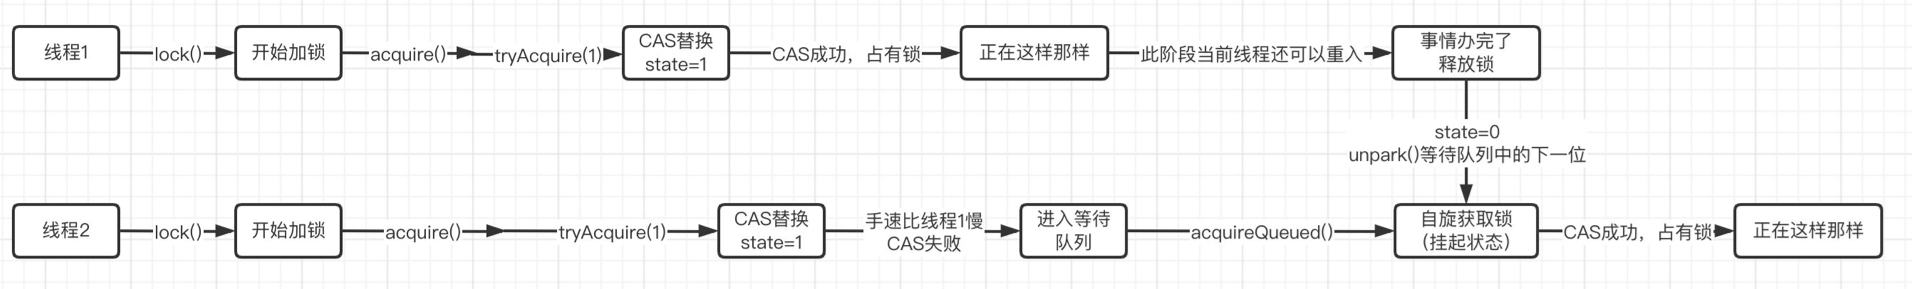 线程1
lock()
开始加锁
acquire()
tryAcquire(1)
CAS替换
state=1
CAS成功，占有锁
正在这样那样
此阶段当前线程还可以重入
事情办完了
释放锁
state=0
unpark()等待队列中的下一位
线程2
lock()
开始加锁
acquire()
tryAcquire(1)
CAS替换
state=1
手速比线程1慢
CAS失败
进入等待
队列
acquireQueued()
自旋获取锁
（挂起状态）
CAS成功，占有锁
正在这样那样